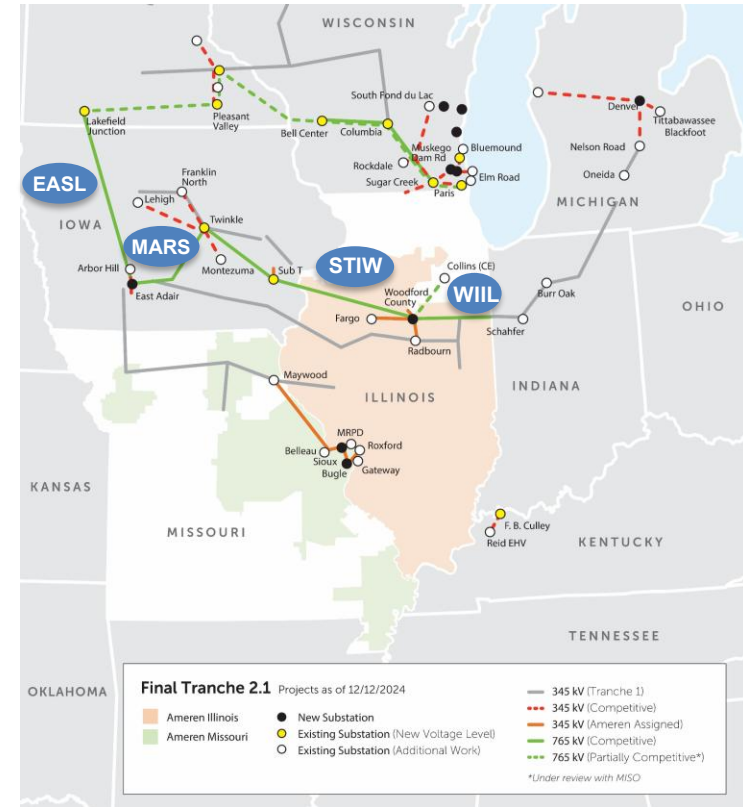 WISCONSIN
South Fond du Lac
Denver
Tittabawassee
Blackfoot
Lakefield
Junction
Pleasant
Valley
Bell Center
Columbia
Muskego
Dam Rd
Bluemound
Nelson Road
Rockdale
Elm Road
Oneida
Sugar Creek
Paris
MICHIGAN
EASL
Franklin
North
Lehigh
IOWA
Twinkle
MARS
Montezuma
Arbor Hill
East Adair
Sub T
STIW
Collins (CE)
WIIL
Woodford
County
Burr Oak
OHIO
Fargo
Schahfer
Radbourn
Maywood
ILLINOIS
INDIANA
MRPD
Roxford
Belleau
Sioux
Gateway
Bugle
KANSAS
MISSOURI
F. B. Culley
Reid EHV
KENTUCKY
TENNESSEE
OKLAHOMA
ALABAMA
Final Tranche 2.1 Projects as of 12/12/2024
Ameren Illinois
Ameren Missouri
New Substation
Existing Substation (New Voltage Level)
Existing Substation (Additional Work)
345 kV (Tranche 1)
345 kV (Competitive)
345 kV (Ameren Assigned)
765 kV (Competitive)
765 kV (Partially Competitive*)
*Under review with MISO